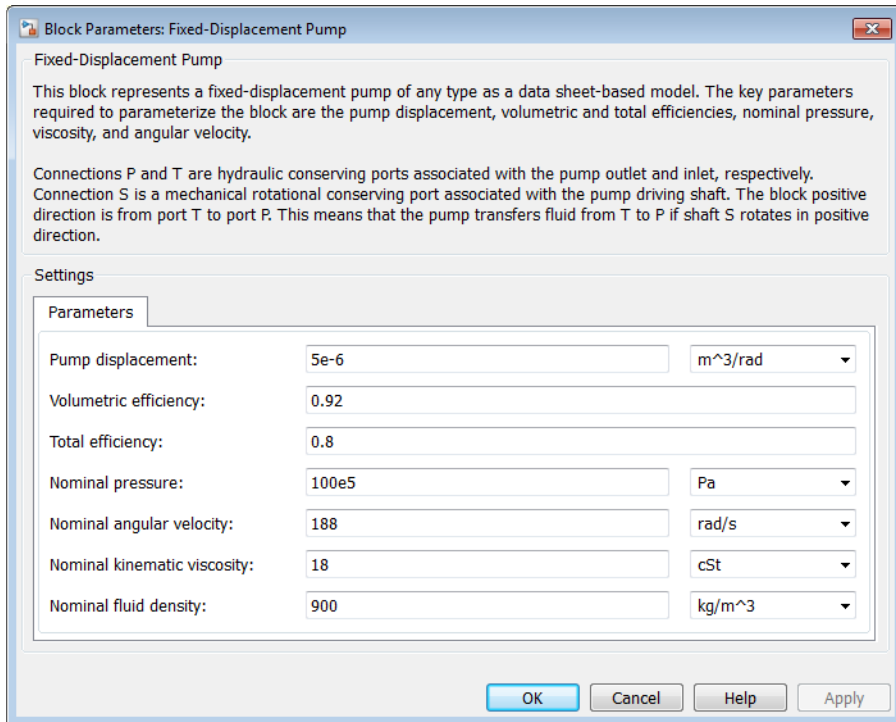 Block Parameters: Fixed-Displacement Pump
Fixed-Displacement Pump
This block represents a fixed-displacement pump of any type as a data sheet-based model. The key parameters
required to parameterize the block are the pump displacement, volumetric and total efficiencies, nominal pressure,
viscosity, and angular velocity.
Connections P and T are hydraulic conserving ports associated with the pump outlet and inlet, respectively.
Connection S is a mechanical rotational conserving port associated with the pump driving shaft. The block positive
direction is from port T to port P. This means that the pump transfers fluid from T to P if shaft S rotates in positive
direction.
Settings
Parameters
Pump displacement: 5e-6 m^3/rad
Volumetric efficiency: 0.92
Total efficiency: 0.8
Nominal pressure: 100e5 Pa
Nominal angular velocity: 188 rad/s
Nominal kinematic viscosity: 18 cSt
Nominal fluid density: 900 kg/m^3
OK Cancel Help Apply